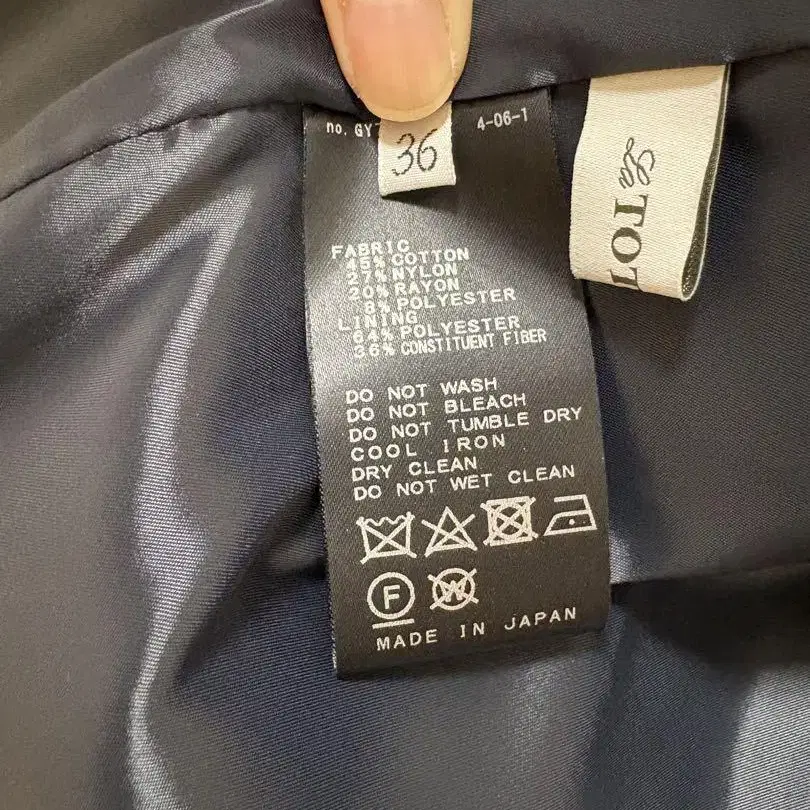 no. GY
4-06-1
36
La
TOT
FABRIC
45% COTTON
27% NYLON
20% RAYON
8% POLYESTER
LINING
64% POLYESTER
36% CONSTITUENT FIBER
DO NOT WASH
DO NOT BLEACH
DO NOT TUMBLE DRY
COOL IRON
DRY CLEAN
DO NOT WET CLEAN
F
W
MADE IN JAPAN